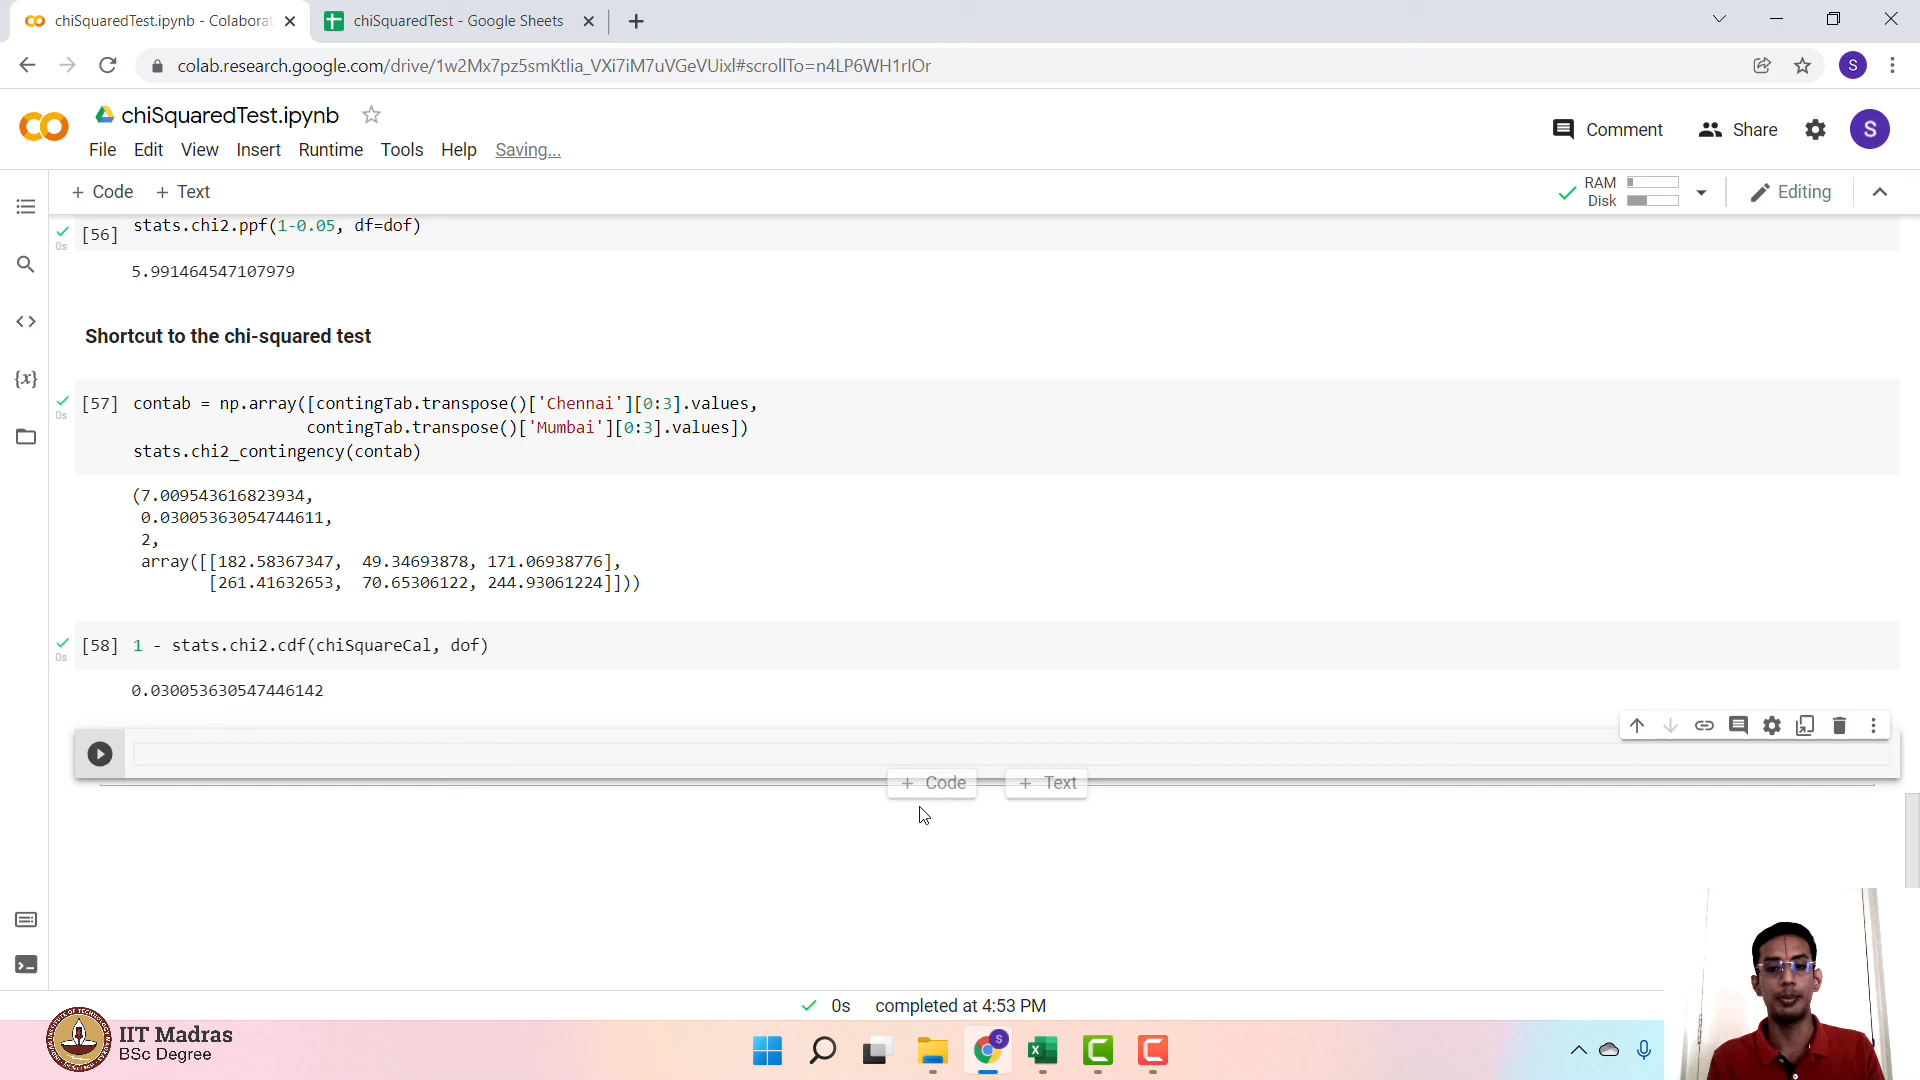 chiSquaredTest.ipynb - Colaborat
chiSquaredTest - Google Sheets
colab.research.google.com/drive/1w2Mx7pz5smKtlia_VXi7iM7uVGeVUixl#scrollTo=n4LP6WH1rIOr
S
chiSquaredTest.ipynb
Comment
Share
S
File Edit View Insert Runtime Tools Help Saving...
+ Code + Text
RAM
Disk
Editing
[56] stats.chi2.ppf(1-0.05, df=dof)
0s
5.991464547107979
Shortcut to the chi-squared test
[57] contab = np.array([contingTab.transpose()['Chennai'][0:3].values,
0s
contingTab.transpose()['Mumbai'][0:3].values])
stats.chi2_contingency(contab)
(7.009543616823934,
0.03005363054744611,
2,
array([[182.58367347, 49.34693878, 171.06938776],
[261.41632653, 70.65306122, 244.93061224]]))
[58] 1 - stats.chi2.cdf(chiSquareCal, dof)
0s
0.030053630547446142
+ Code + Text
0s completed at 4:53 PM
IIT Madras
BSc Degree